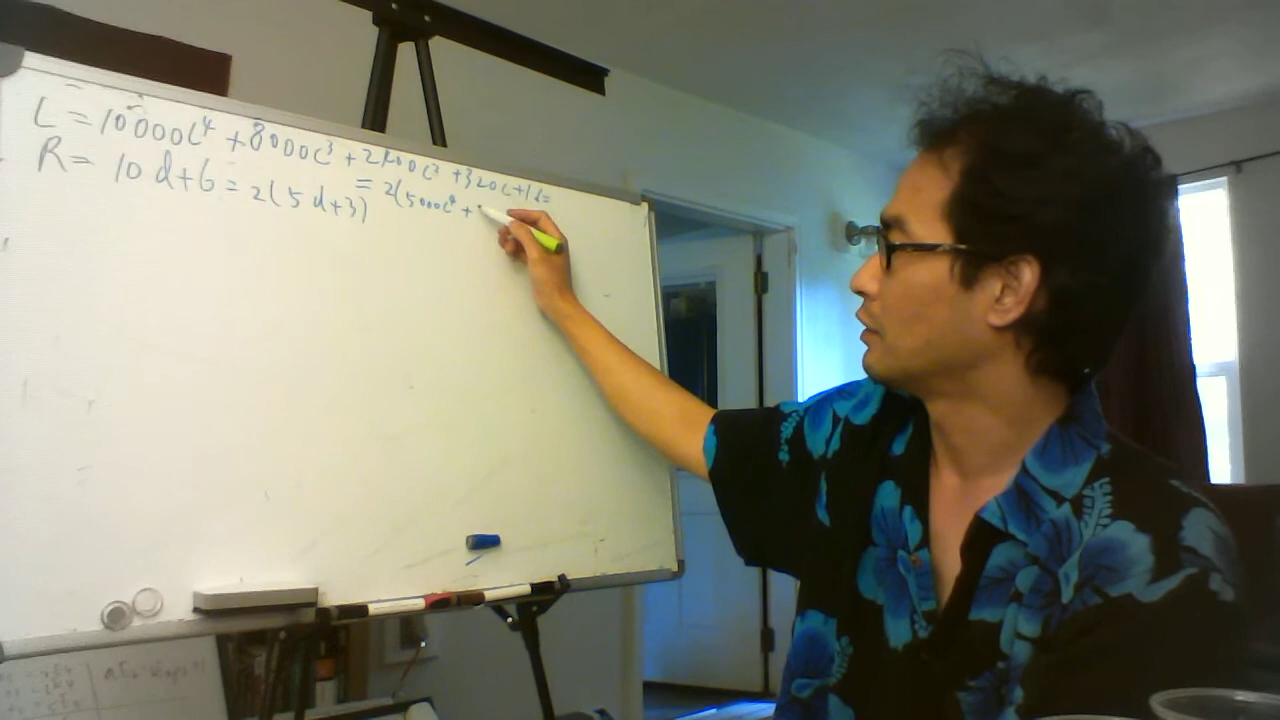 L = 10000c⁴ + 8000c³ + 2400c² + 320c + 16 =
= 2(5000c⁴ +
R = 10d+6 = 2(5d+3)